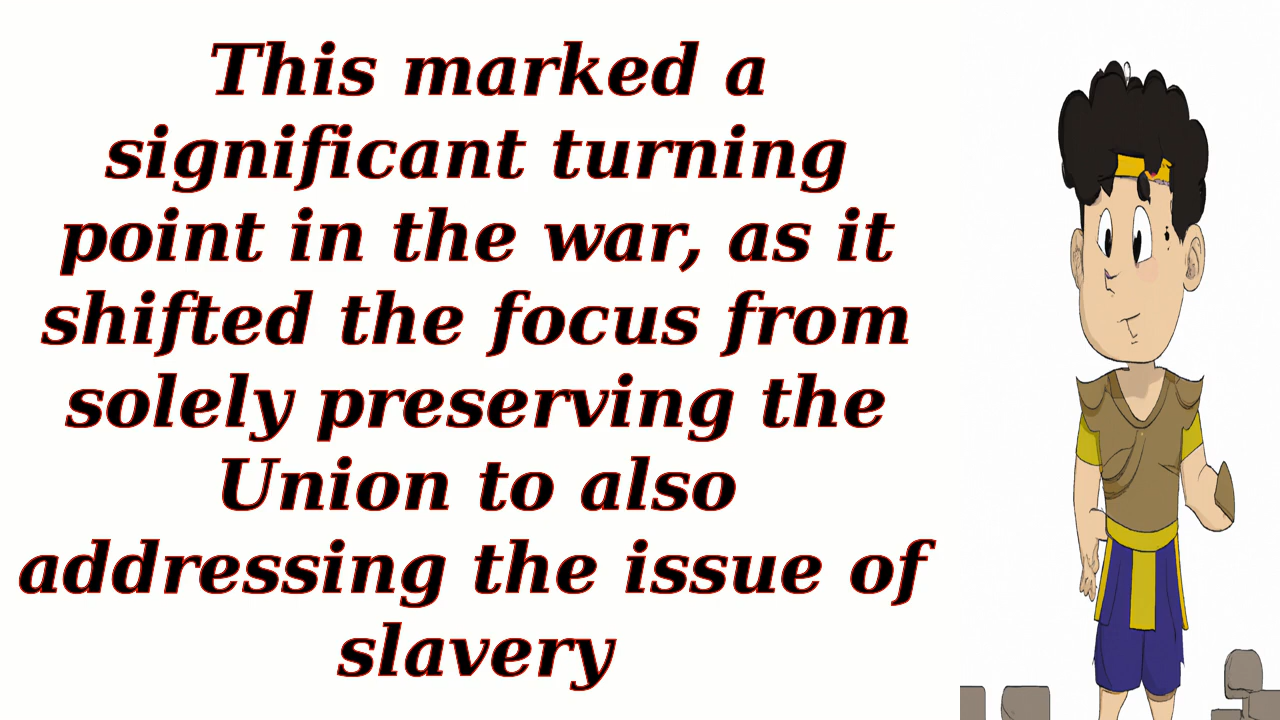 This marked a
significant turning
point in the war, as it
shifted the focus from
solely preserving the
Union to also
addressing the issue of
slavery